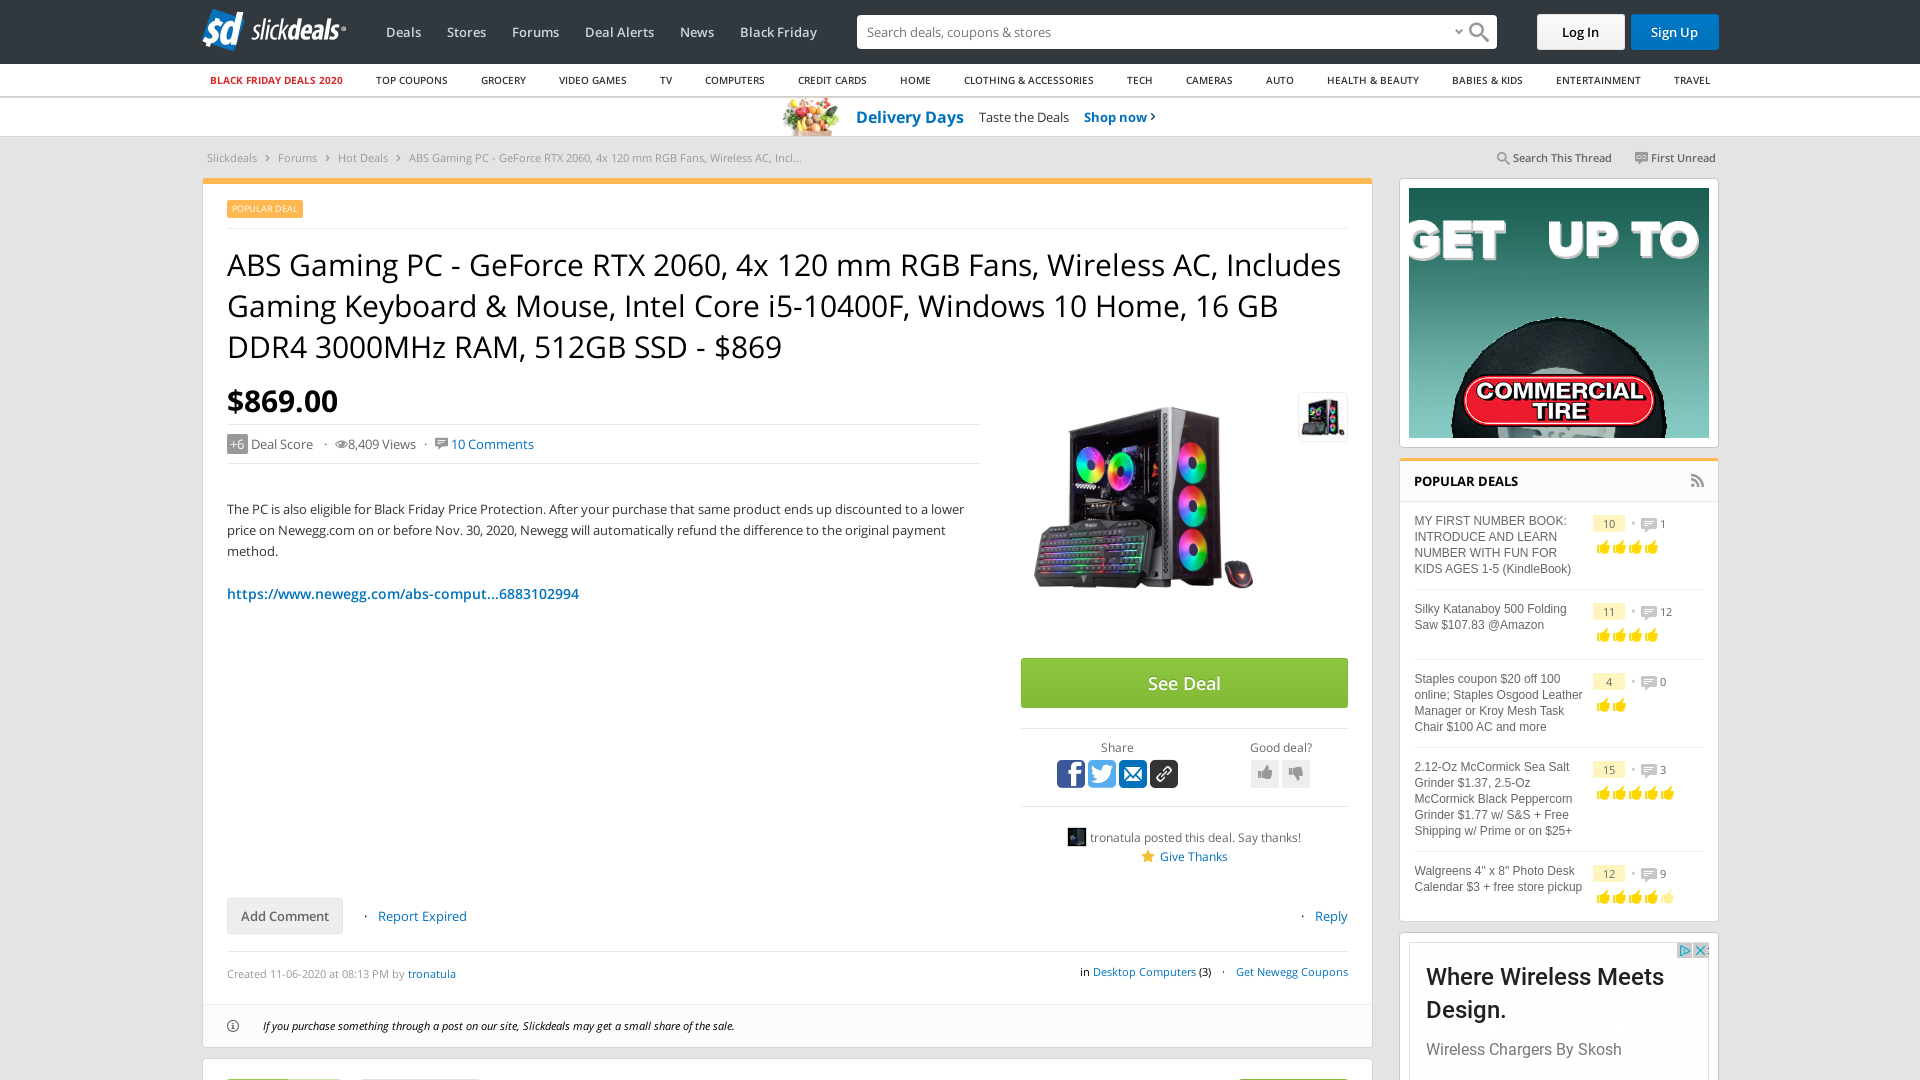 sd slickdeals
Deals
Stores
Forums
Deal Alerts
News
Black Friday
Search deals, coupons & stores
Log In
Sign Up
BLACK FRIDAY DEALS 2020
TOP COUPONS
GROCERY
VIDEO GAMES
TV
COMPUTERS
CREDIT CARDS
HOME
CLOTHING & ACCESSORIES
TECH
CAMERAS
AUTO
HEALTH & BEAUTY
BABIES & KIDS
ENTERTAINMENT
TRAVEL
Delivery Days Taste the Deals Shop now ›
Slickdeals › Forums › Hot Deals › ABS Gaming PC - GeForce RTX 2060, 4x 120 mm RGB Fans, Wireless AC, Incl...
Search This Thread
First Unread
POPULAR DEAL
ABS Gaming PC - GeForce RTX 2060, 4x 120 mm RGB Fans, Wireless AC, Includes
Gaming Keyboard & Mouse, Intel Core i5-10400F, Windows 10 Home, 16 GB
DDR4 3000MHz RAM, 512GB SSD - $869
$869.00
+6 Deal Score · 8,409 Views · 10 Comments
The PC is also eligible for Black Friday Price Protection. After your purchase that same product ends up discounted to a lower
price on Newegg.com on or before Nov. 30, 2020, Newegg will automatically refund the difference to the original payment
method.
https://www.newegg.com/abs-comput...6883102994
See Deal
Share
Good deal?
tronatula posted this deal. Say thanks!
Give Thanks
Add Comment · Report Expired
· Reply
Created 11-06-2020 at 08:13 PM by tronatula
in Desktop Computers (3) · Get Newegg Coupons
If you purchase something through a post on our site, Slickdeals may get a small share of the sale.
GET UP TO
COMMERCIAL
TIRE
POPULAR DEALS
MY FIRST NUMBER BOOK:
INTRODUCE AND LEARN
NUMBER WITH FUN FOR
KIDS AGES 1-5 (KindleBook)
10 · 1
Silky Katanaboy 500 Folding
Saw $107.83 @Amazon
11 · 12
Staples coupon $20 off 100
online; Staples Osgood Leather
Manager or Kroy Mesh Task
Chair $100 AC and more
4 · 0
2.12-Oz McCormick Sea Salt
Grinder $1.37, 2.5-Oz
McCormick Black Peppercorn
Grinder $1.77 w/ S&S + Free
Shipping w/ Prime or on $25+
15 · 3
Walgreens 4" x 8" Photo Desk
Calendar $3 + free store pickup
12 · 9
Where Wireless Meets
Design.
Wireless Chargers By Skosh